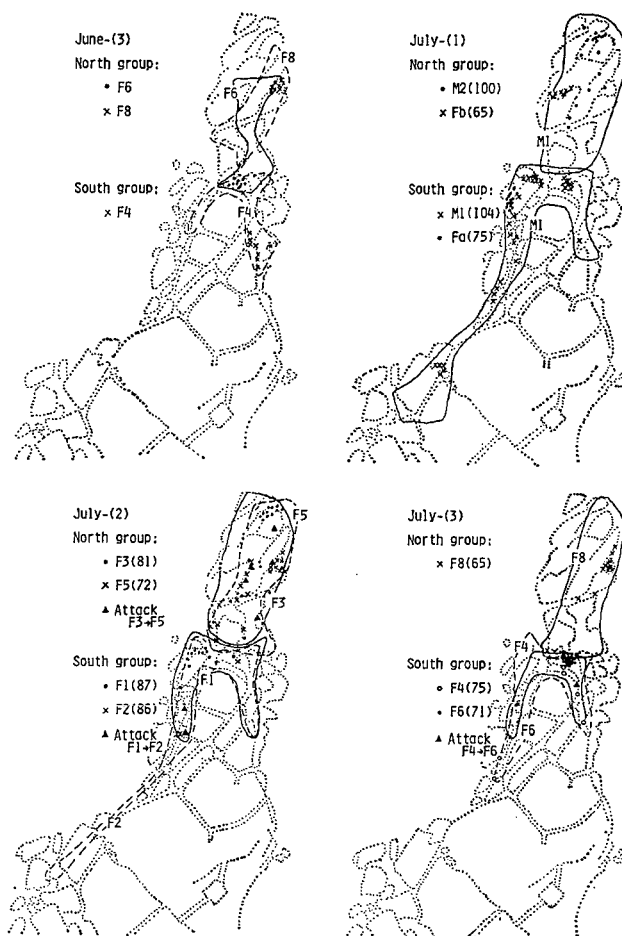 June-(3)
North group:
• F6
× F8
South group:
× F4
F8
F6
F4
July-(1)
North group:
• M2(100)
× Fb(65)
South group:
× M1(104)
• Fa(75)
M1
M1
July-(2)
North group:
• F3(81)
× F5(72)
▲ Attack
F3→F5
South group:
• F1(87)
× F2(86)
▲ Attack
F1→F2
F5
F3
F1
F2
July-(3)
North group:
× F8(65)
South group:
o F4(75)
• F6(71)
▲ Attack
F4→F6
F8
F4
F6